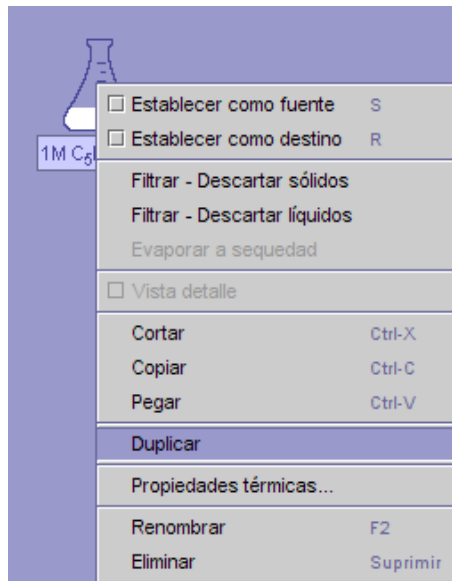 Establecer como fuente S
1M C₅
Establecer como destino R
Filtrar - Descartar sólidos
Filtrar - Descartar líquidos
Evaporar a sequedad
Vista detalle
Cortar Ctrl-X
Copiar Ctrl-C
Pegar Ctrl-V
Duplicar
Propiedades térmicas...
Renombrar F2
Eliminar Suprimir